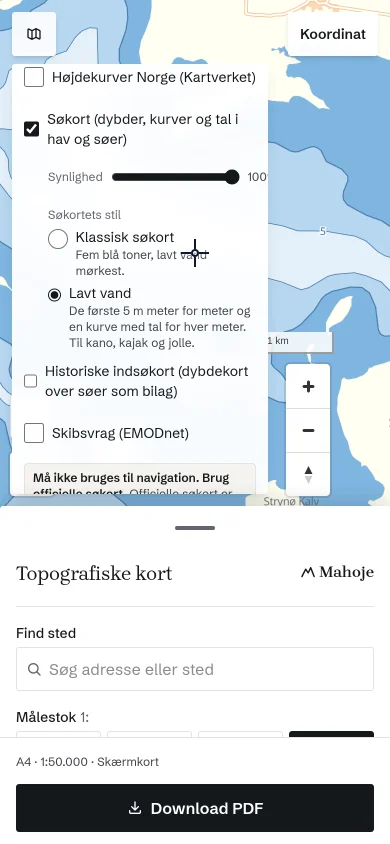 Koordinat
Højdekurver Norge (Kartverket)
Søkort (dybder, kurver og tal i
hav og søer)
Synlighed
100
Søkortets stil
Klassisk søkort
Fem blå toner, lavt vand
mørkest.
5
Lavt vand
De første 5 m meter for meter og
en kurve med tal for hver meter.
Til kano, kajak og jolle.
1 km
Historiske indsøkort (dybdekort
over søer som bilag)
Skibsvrag (EMODnet)
Må ikke bruges til navigation. Brug
officielle søkort. Officielle søkort er
Strynø Kalv
Topografiske kort
Mahoje
Find sted
Søg adresse eller sted
Målestok 1:
A4 · 1:50.000 · Skærmkort
Download PDF